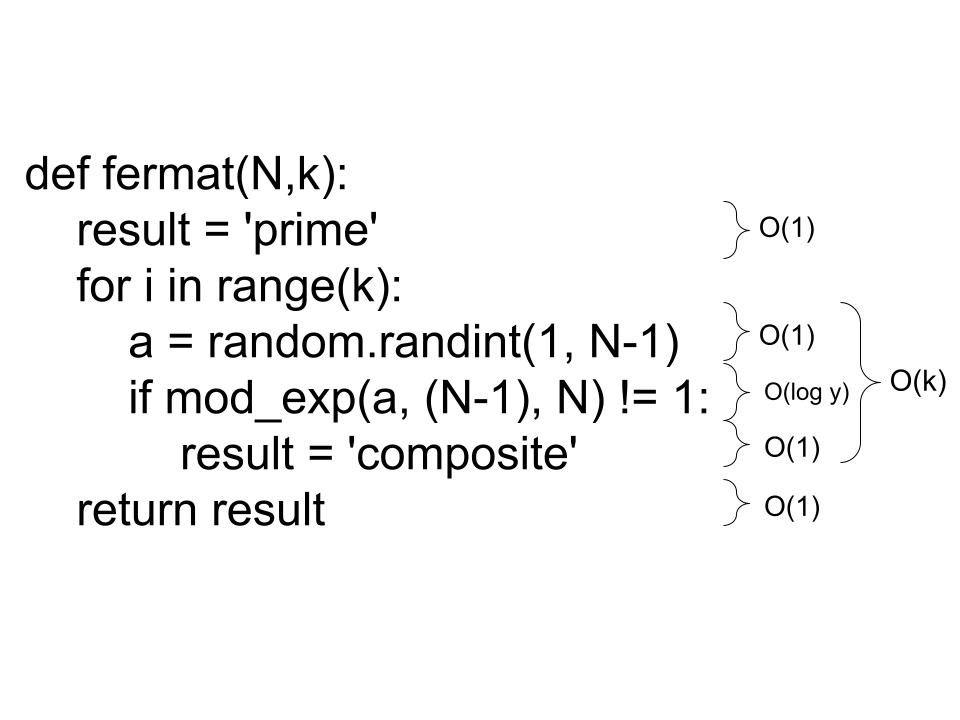 def fermat(N,k):
result = 'prime'
O(1)
for i in range(k):
a = random.randint(1, N-1)
O(1)
if mod_exp(a, (N-1), N) != 1:
O(log y)
O(k)
result = 'composite'
O(1)
return result
O(1)